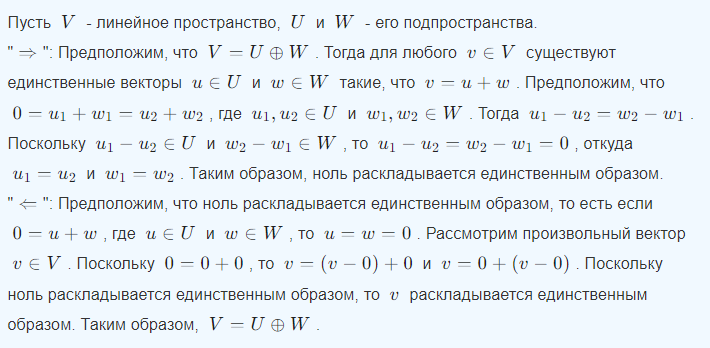 Пусть V - линейное пространство, U и W - его подпространства.
" ⇒ ": Предположим, что V = U ⊕ W . Тогда для любого v ∈ V существуют
единственные векторы u ∈ U и w ∈ W такие, что v = u + w . Предположим, что
0 = u₁ + w₁ = u₂ + w₂ , где u₁, u₂ ∈ U и w₁, w₂ ∈ W . Тогда u₁ − u₂ = w₂ − w₁ .
Поскольку u₁ − u₂ ∈ U и w₂ − w₁ ∈ W , то u₁ − u₂ = w₂ − w₁ = 0 , откуда
u₁ = u₂ и w₁ = w₂ . Таким образом, ноль раскладывается единственным образом.
" ⇐ ": Предположим, что ноль раскладывается единственным образом, то есть если
0 = u + w , где u ∈ U и w ∈ W , то u = w = 0 . Рассмотрим произвольный вектор
v ∈ V . Поскольку 0 = 0 + 0 , то v = (v − 0) + 0 и v = 0 + (v − 0) . Поскольку
ноль раскладывается единственным образом, то v раскладывается единственным
образом. Таким образом, V = U ⊕ W .